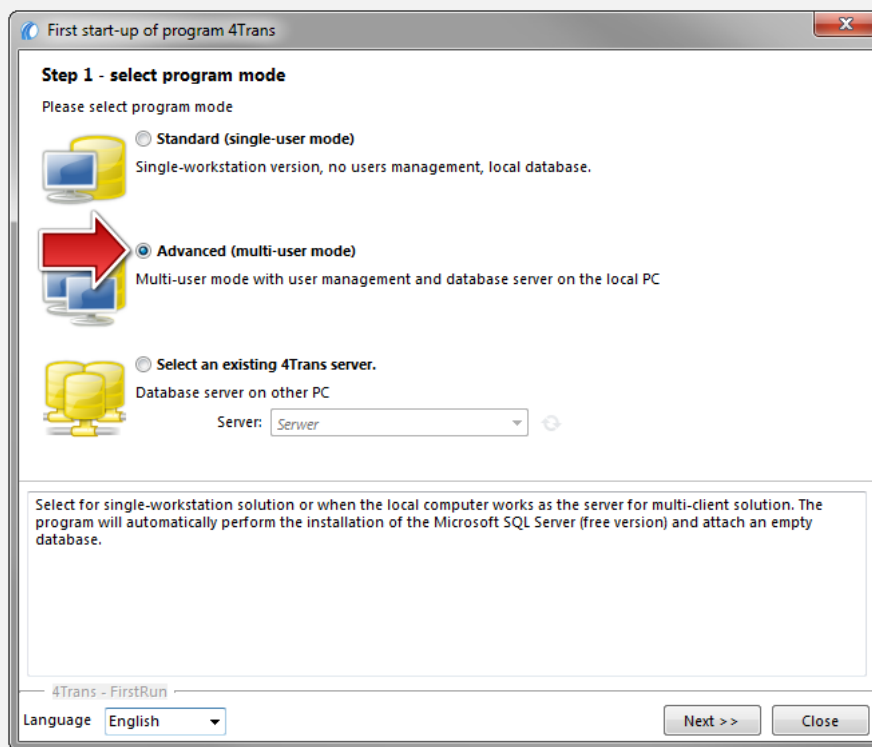 First start-up of program 4Trans
Step 1 - select program mode
Please select program mode
Standard (single-user mode)
Single-workstation version, no users management, local database.
Advanced (multi-user mode)
Multi-user mode with user management and database server on the local PC
Select an existing 4Trans server.
Database server on other PC
Server: Serwer
Select for single-workstation solution or when the local computer works as the server for multi-client solution. The
program will automatically perform the installation of the Microsoft SQL Server (free version) and attach an empty
database.
4Trans - FirstRun
Language English Next >> Close